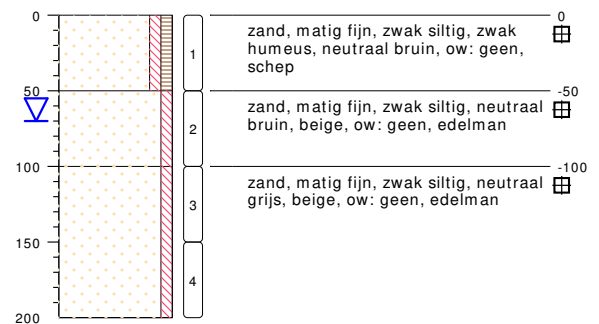 0
zand, matig fijn, zwak siltig, zwak
humeus, neutraal bruin, ow: geen,
schep
0
1
50
-50
zand, matig fijn, zwak siltig, neutraal
bruin, beige, ow: geen, edelman
2
100
-100
zand, matig fijn, zwak siltig, neutraal
grijs, beige, ow: geen, edelman
3
150
4
200